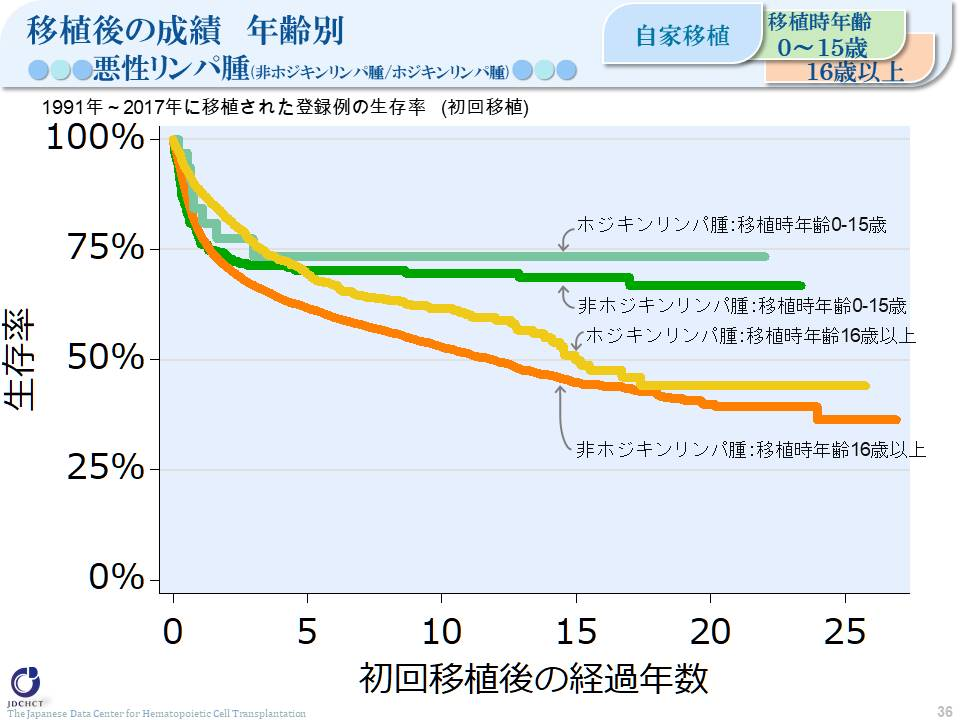 移植後の成績　年齢別
悪性リンパ腫(非ホジキンリンパ腫/ホジキンリンパ腫)
自家移植
移植時年齢
0～15歳
16歳以上
1991年～2017年に移植された登録例の生存率 (初回移植)
100%
75%
50%
25%
0%
生存率
ホジキンリンパ腫:移植時年齢0-15歳
非ホジキンリンパ腫:移植時年齢0-15歳
ホジキンリンパ腫:移植時年齢16歳以上
非ホジキンリンパ腫:移植時年齢16歳以上
0 5 10 15 20 25
初回移植後の経過年数
JDCHCT
The Japanese Data Center for Hematopoietic Cell Transplantation
36